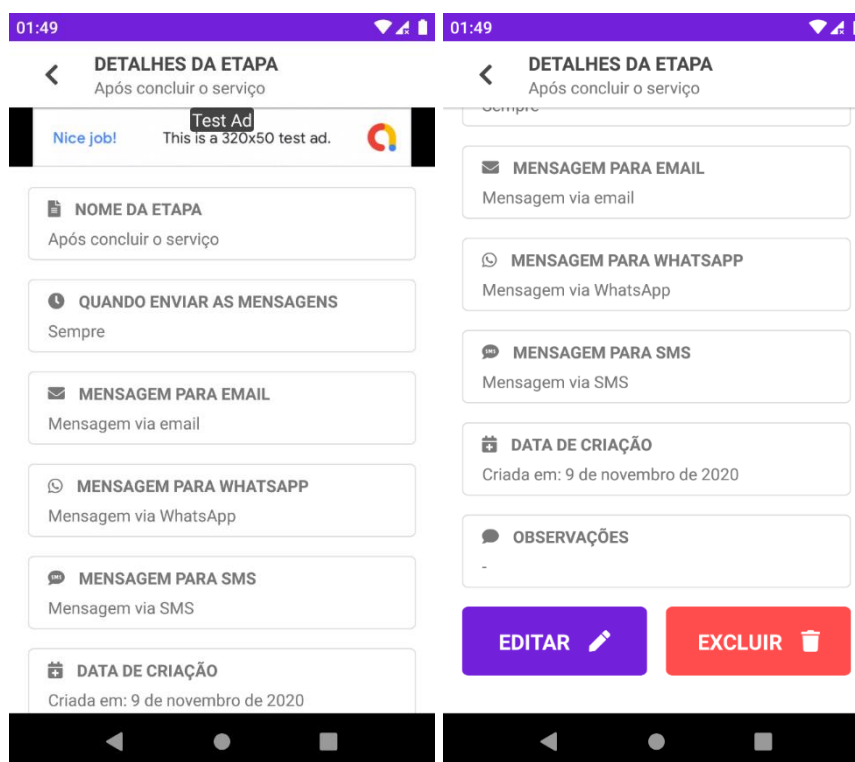 01:49
DETALHES DA ETAPA
Após concluir o serviço
Test Ad
Nice job!
This is a 320x50 test ad.
NOME DA ETAPA
Após concluir o serviço
QUANDO ENVIAR AS MENSAGENS
Sempre
MENSAGEM PARA EMAIL
Mensagem via email
MENSAGEM PARA WHATSAPP
Mensagem via WhatsApp
SMS
MENSAGEM PARA SMS
Mensagem via SMS
DATA DE CRIAÇÃO
Criada em: 9 de novembro de 2020
01:49
DETALHES DA ETAPA
Após concluir o serviço
Sempre
MENSAGEM PARA EMAIL
Mensagem via email
MENSAGEM PARA WHATSAPP
Mensagem via WhatsApp
SMS
MENSAGEM PARA SMS
Mensagem via SMS
DATA DE CRIAÇÃO
Criada em: 9 de novembro de 2020
OBSERVAÇÕES
-
EDITAR
EXCLUIR